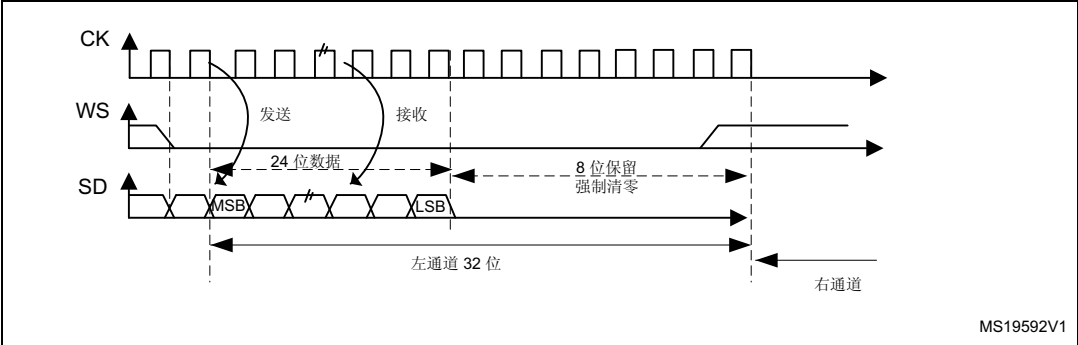 CK
WS
发送
接收
24 位数据
8 位保留
强制清零
SD
MSB
LSB
左通道 32 位
右通道
MS19592V1